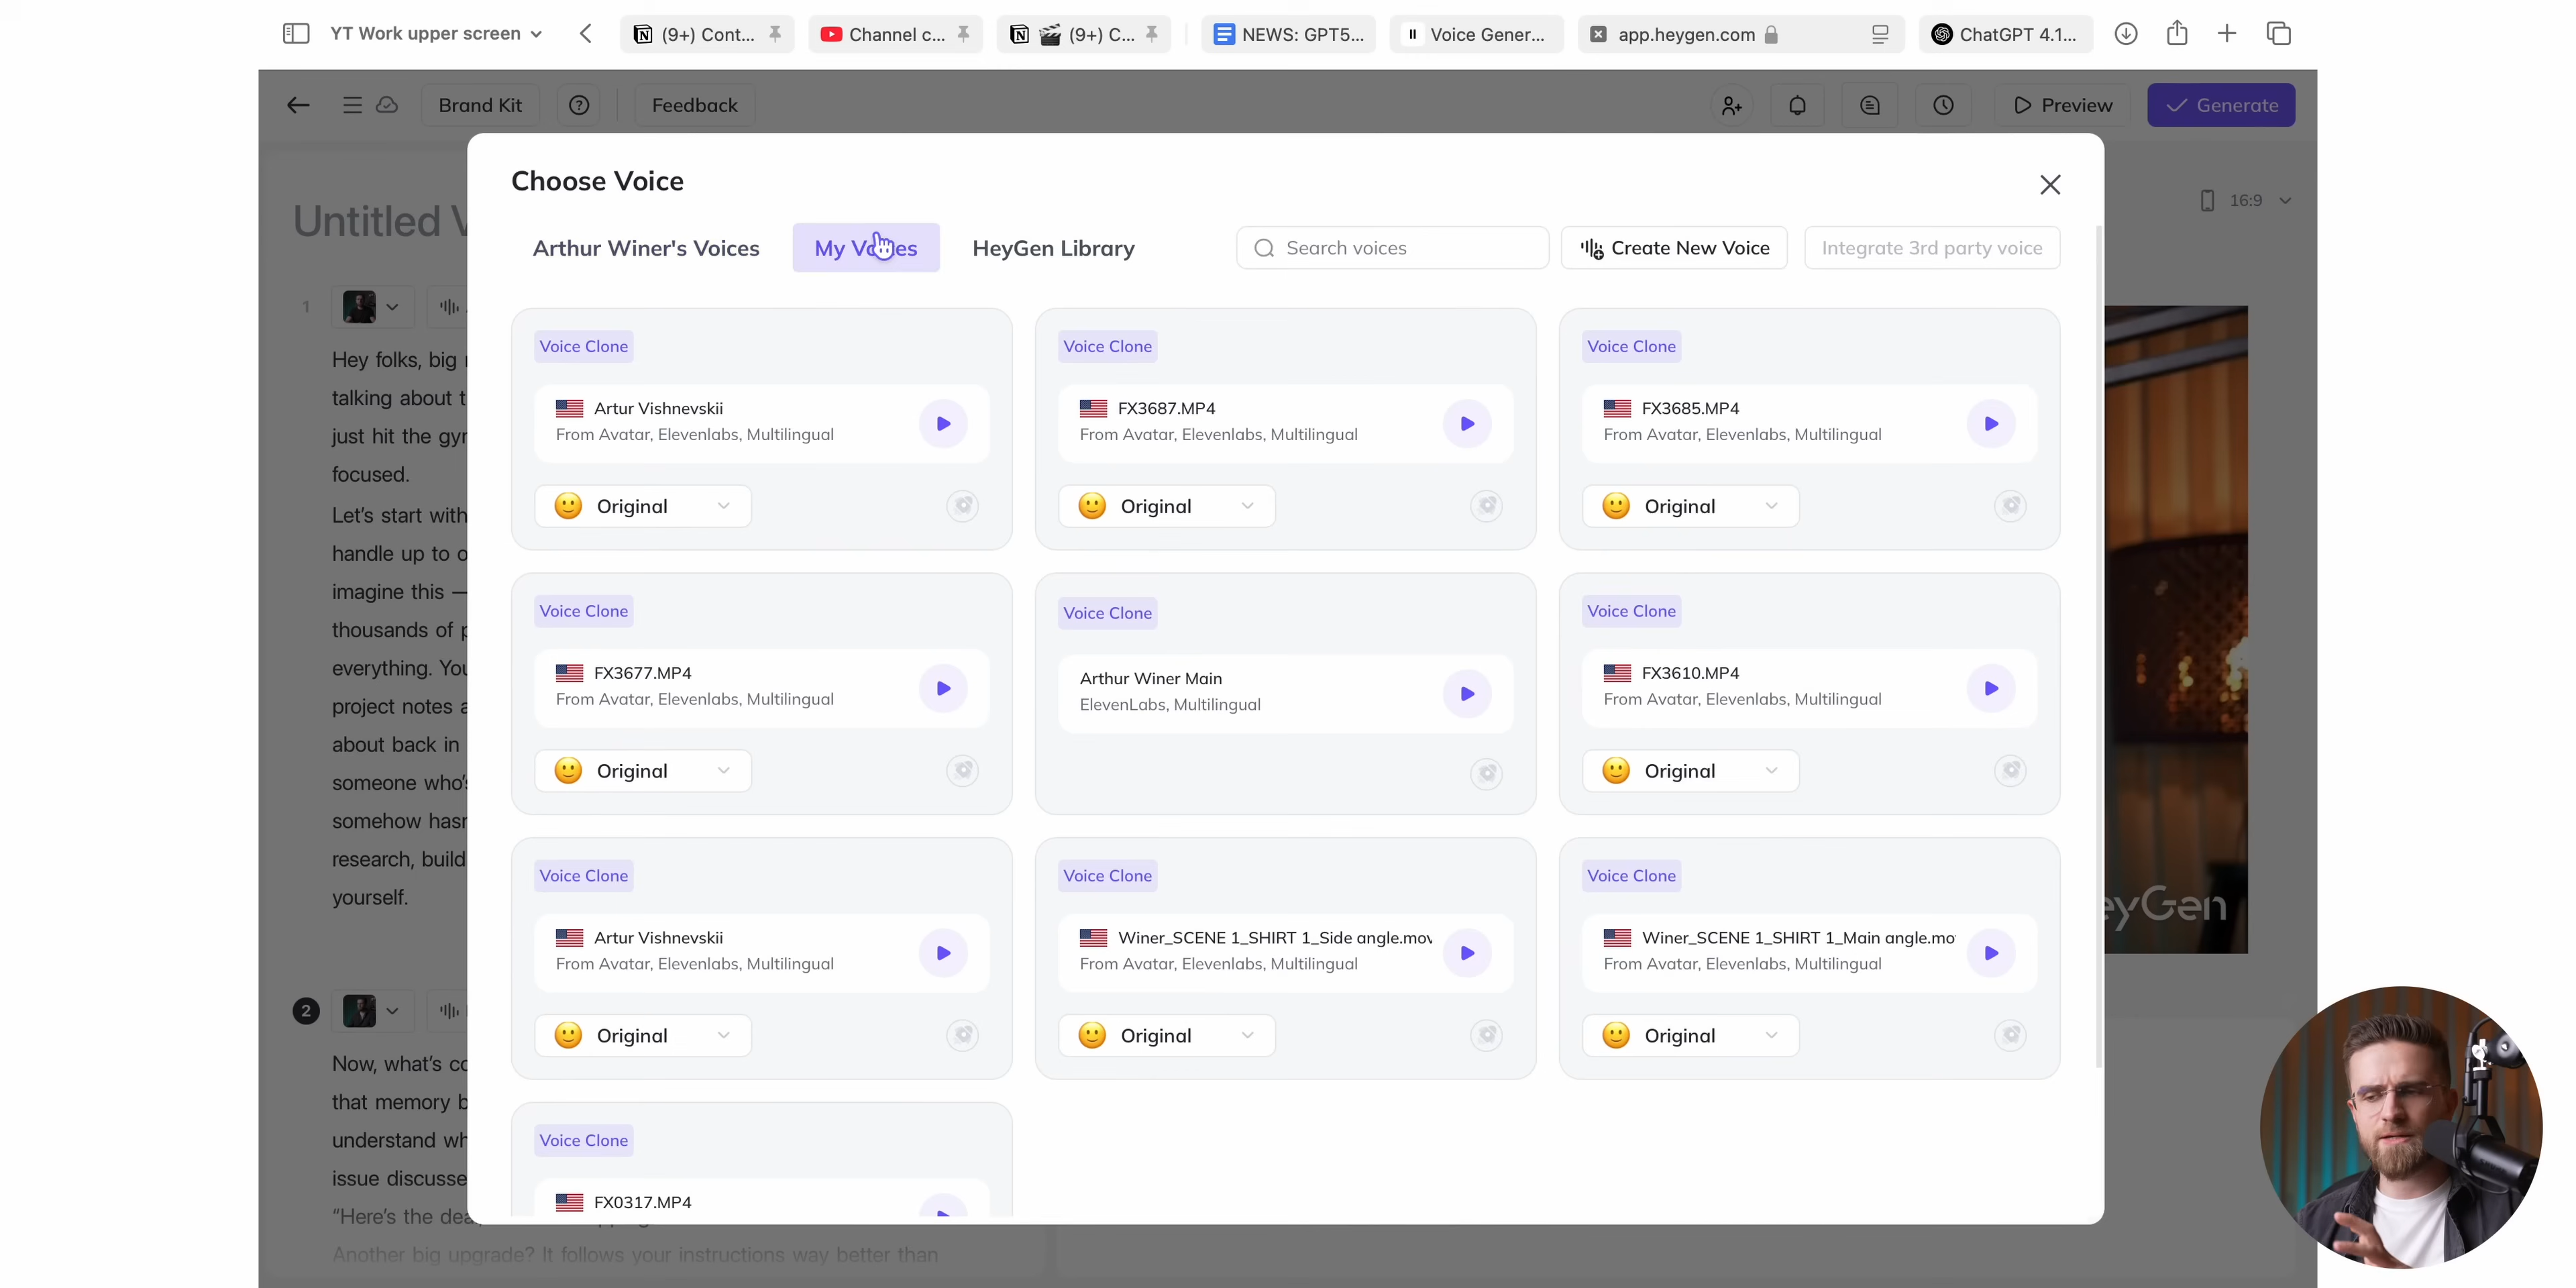 YT Work upper screen
(9+) Cont...
Channel c...
(9+) C...
NEWS: GPT5...
Voice Gener...
app.heygen.com
ChatGPT 4.1...
Brand Kit
Feedback
Preview
Generate
Untitled V
16:9
Choose Voice
Arthur Winer's Voices
My Voices
HeyGen Library
Search voices
Create New Voice
Integrate 3rd party voice
1
Hey folks, big
talking about t
just hit the gyr
focused.
Let's start with
handle up to o
imagine this —
thousands of p
everything. You
project notes a
about back in
someone who's
somehow hasr
research, build
yourself.
Voice Clone
Artur Vishnevskii
From Avatar, Elevenlabs, Multilingual
Original
Voice Clone
FX3687.MP4
From Avatar, Elevenlabs, Multilingual
Original
Voice Clone
FX3685.MP4
From Avatar, Elevenlabs, Multilingual
Original
Voice Clone
FX3677.MP4
From Avatar, Elevenlabs, Multilingual
Original
Voice Clone
Arthur Winer Main
ElevenLabs, Multilingual
Voice Clone
FX3610.MP4
From Avatar, Elevenlabs, Multilingual
Original
Voice Clone
Artur Vishnevskii
From Avatar, Elevenlabs, Multilingual
Original
Voice Clone
Winer_SCENE 1_SHIRT 1_Side angle.mov
From Avatar, Elevenlabs, Multilingual
Original
Voice Clone
Winer_SCENE 1_SHIRT 1_Main angle.mo
From Avatar, Elevenlabs, Multilingual
Original
Voice Clone
FX0317.MP4
eyGen
2
Now, what's co
that memory b
understand wh
issue discusse
"Here's the dea
Another big upgrade? It follows your instructions way better than